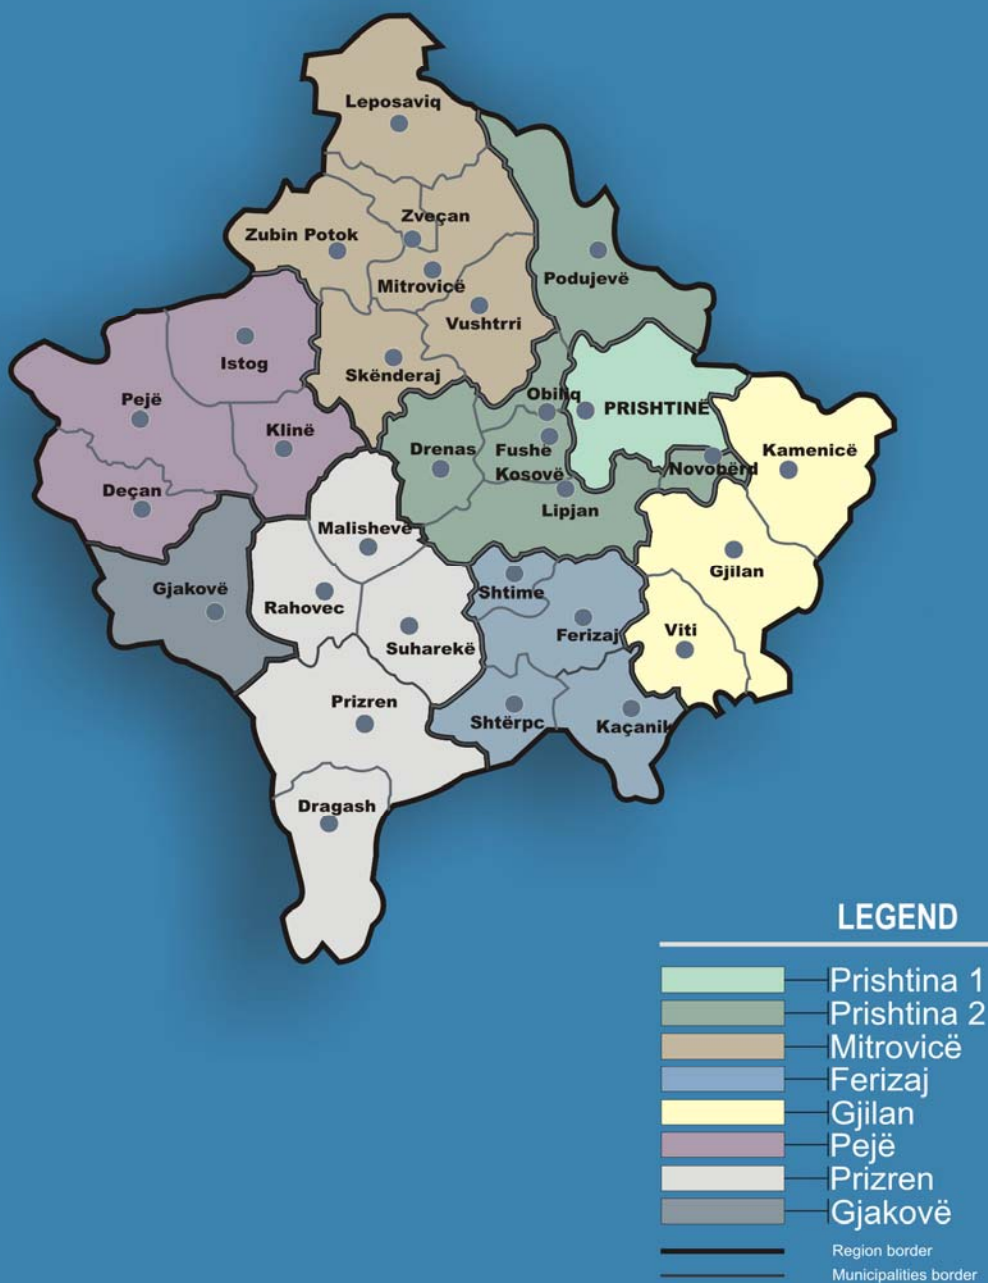 Leposaviq
Zveçan
Zubin Potok
Mitrovicë
Podujevë
Vushtrri
Istog
Skënderaj
Pejë
Obiliq
PRISHTINË
Klinë
Drenas
Fushë
Kosovë
Kamenicë
Novobërd
Deçan
Lipjan
Malishevë
Gjilan
Gjakovë
Shtime
Rahovec
Ferizaj
Viti
Suharekë
Prizren
Shtërpc
Kaçanik
Dragash
LEGEND
Prishtina 1
Prishtina 2
Mitrovicë
Ferizaj
Gjilan
Pejë
Prizren
Gjakovë
Region border
Municipalities border